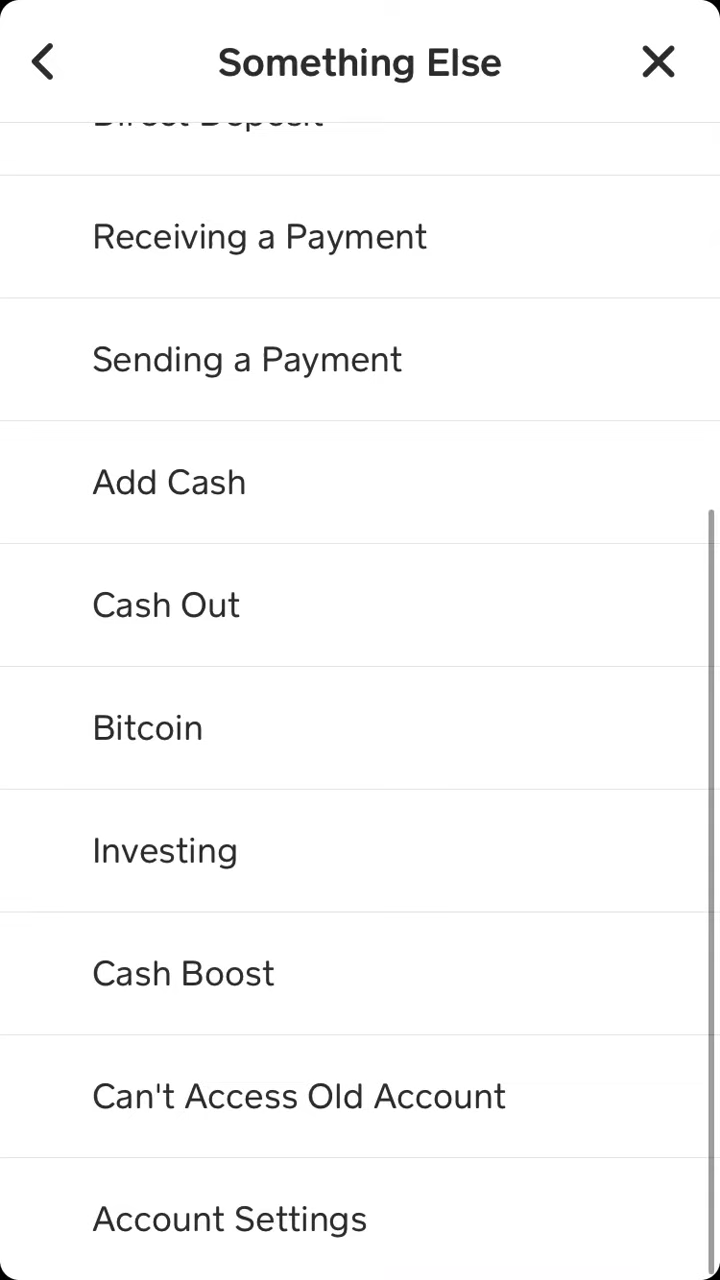 Something Else
Direct Deposit
Receiving a Payment
Sending a Payment
Add Cash
Cash Out
Bitcoin
Investing
Cash Boost
Can't Access Old Account
Account Settings